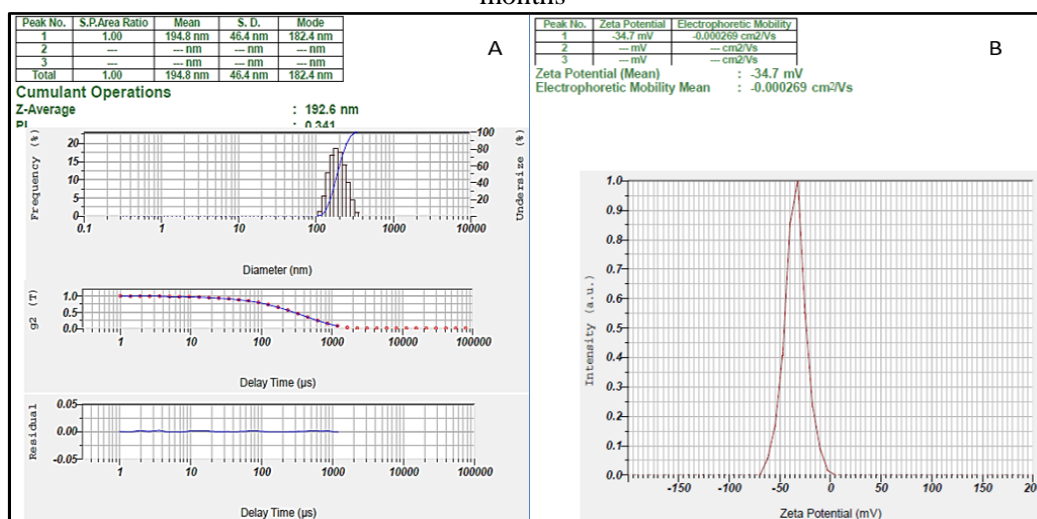 months
Peak No. S.P.Area Ratio Mean S. D. Mode
1 1.00 194.8 nm 46.4 nm 182.4 nm
2 --- --- nm --- nm --- nm
3 --- --- nm --- nm --- nm
Total 1.00 194.8 nm 46.4 nm 182.4 nm
A
Cumulant Operations
Z-Average : 192.6 nm
PI : 0.341
Frequency (%)
20
15
10
5
0
100
80
60
40
20
Undersize (%)
0.1 1 10 100 1000 10000
Diameter (nm)
g2 (T)
1.0
0.5
0.0
1 10 100 1000 10000 100000
Delay Time (µs)
Residual
0.05
0.00
-0.05
1 10 100 1000 10000 100000
Delay Time (µs)
Peak No. Zeta Potential Electrophoretic Mobility
1 -34.7 mV -0.000269 cm2/Vs
2 --- mV --- cm2/Vs
3 --- mV --- cm2/Vs
B
Zeta Potential (Mean) : -34.7 mV
Electrophoretic Mobility Mean : -0.000269 cm2/Vs
Intensity (a.u.)
1.0
0.9
0.8
0.7
0.6
0.5
0.4
0.3
0.2
0.1
0.0
-150 -100 -50 0 50 100 150 200
Zeta Potential (mV)